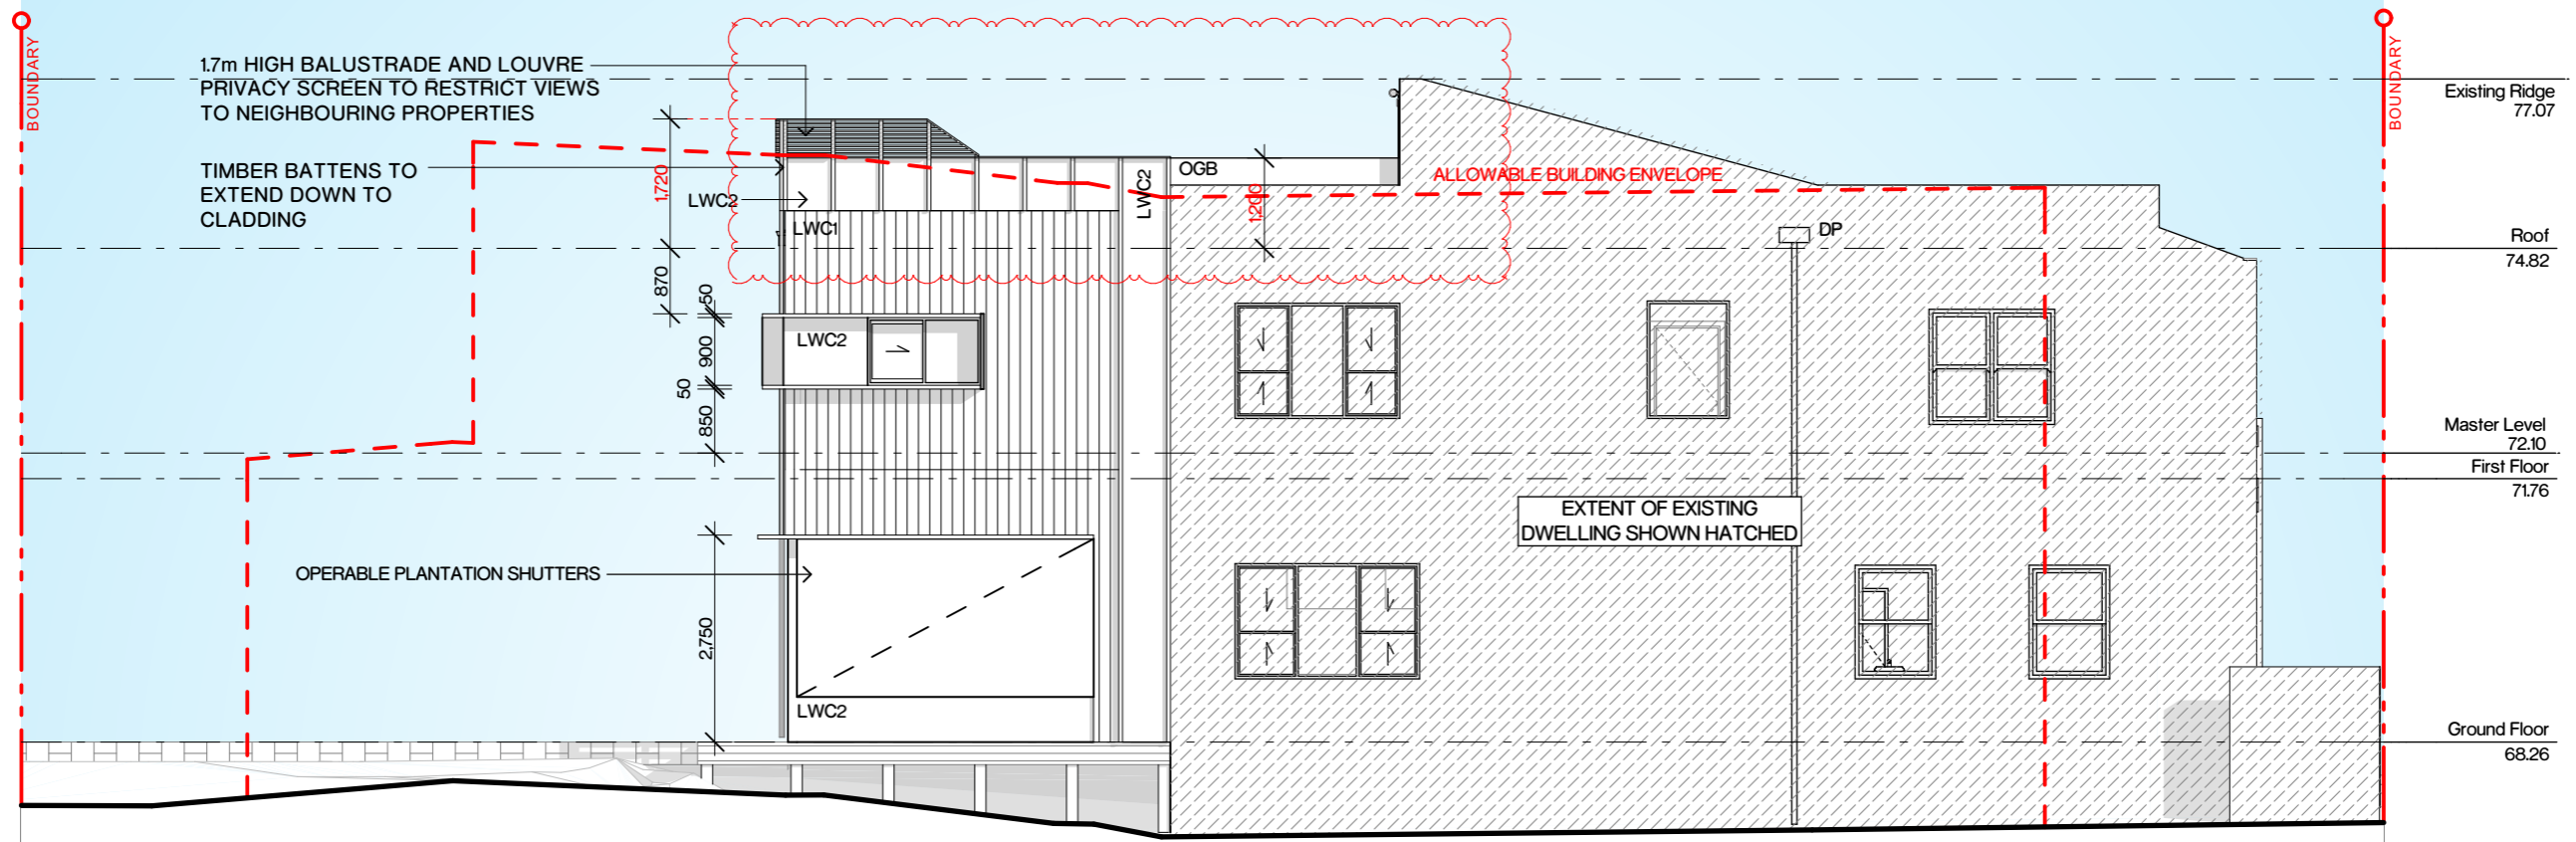 BOUNDARY
1.7m HIGH BALUSTRADE AND LOUVRE
PRIVACY SCREEN TO RESTRICT VIEWS
TO NEIGHBOURING PROPERTIES
TIMBER BATTENS TO
EXTEND DOWN TO
CLADDING
1,720
LWC2
LWC1
LWC2
OGB
1,200
ALLOWABLE BUILDING ENVELOPE
DP
870
50
LWC2
900
50
850
EXTENT OF EXISTING
DWELLING SHOWN HATCHED
OPERABLE PLANTATION SHUTTERS
2,750
LWC2
BOUNDARY
Existing Ridge
77.07
Roof
74.82
Master Level
72.10
First Floor
71.76
Ground Floor
68.26